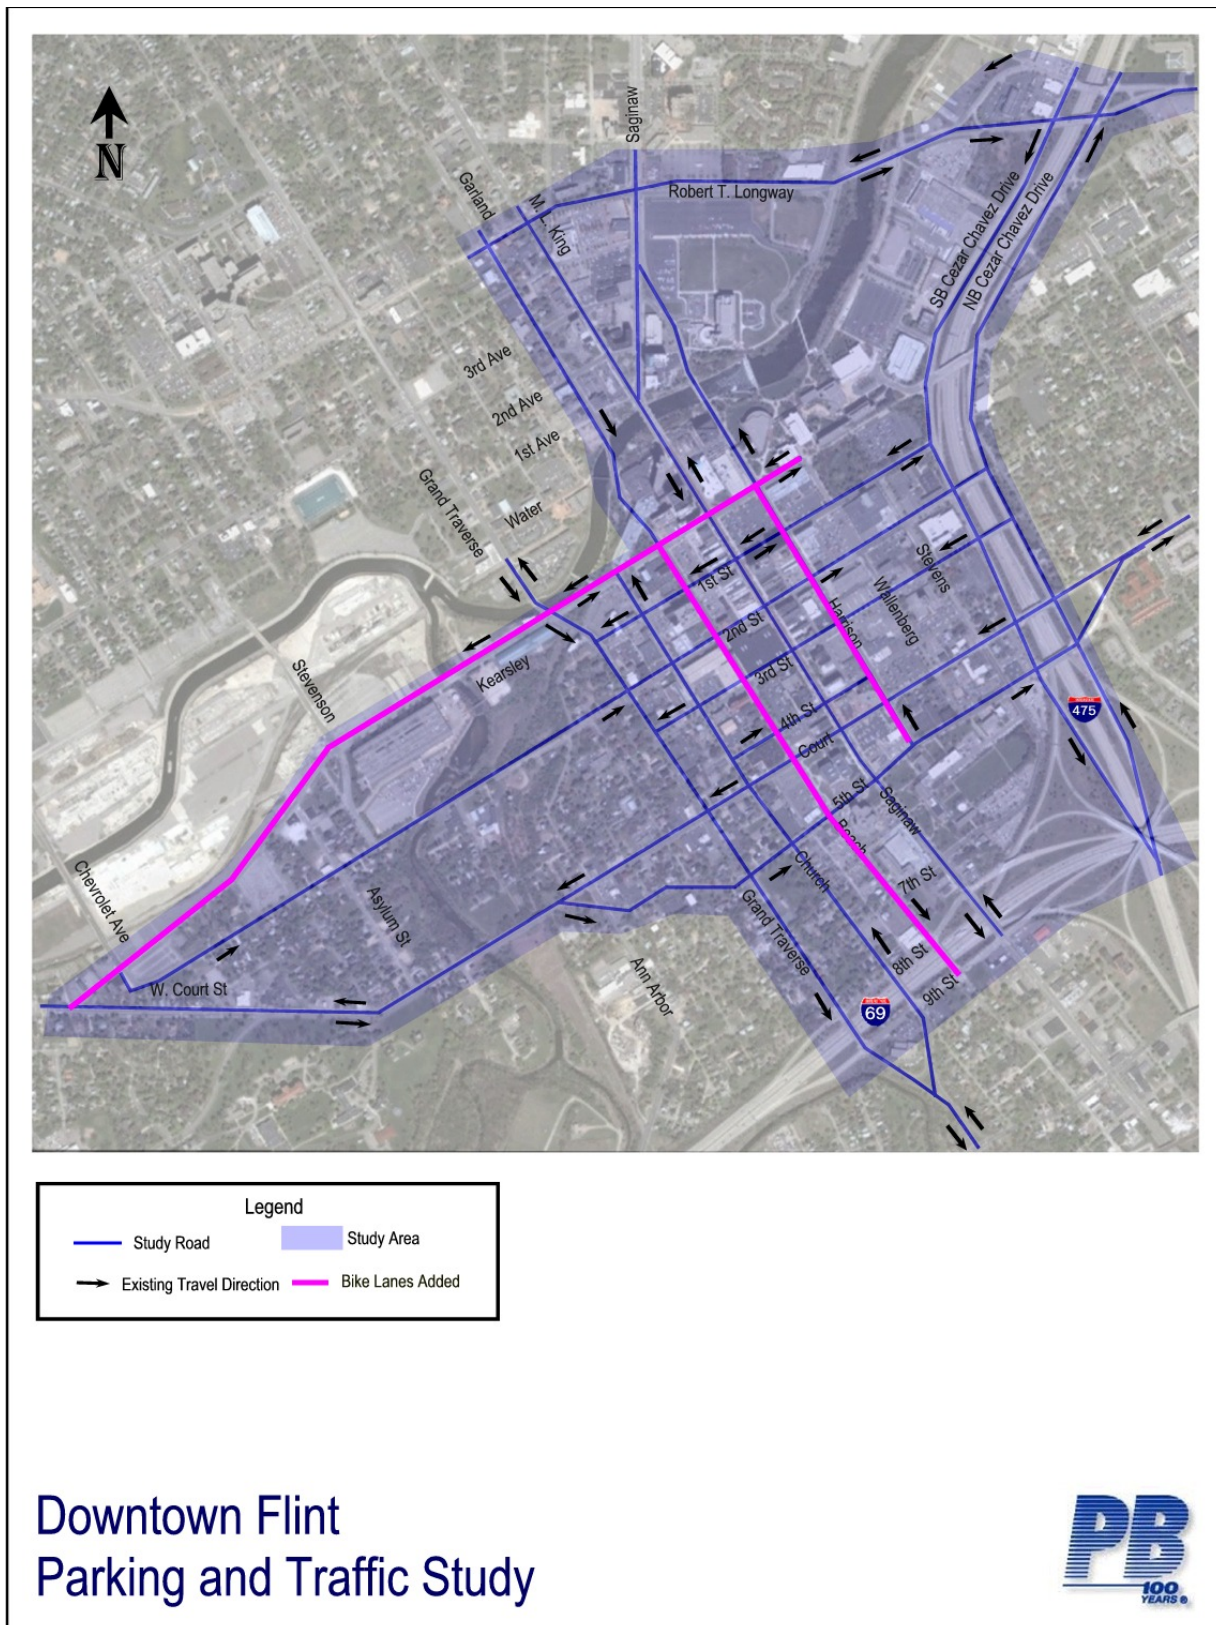 N
Saginaw
Garland
M. L. King
Robert T. Longway
SB Cezar Chavez Drive
NB Cezar Chavez Drive
3rd Ave
2nd Ave
1st Ave
Grand Traverse
Water
1st St
Stevens
Wallenberg
Harrison
2nd St
Kearsley
3rd St
Stevenson
4th St
475
Court
5th St
Saginaw
Beach
Church
7th St
Chevrolet Ave
Asylum St
Grand Traverse
8th St
Ann Arbor
9th St
W. Court St
69
Legend
Study Road
Study Area
Existing Travel Direction
Bike Lanes Added
Downtown Flint
Parking and Traffic Study
PB
100
YEARS ®